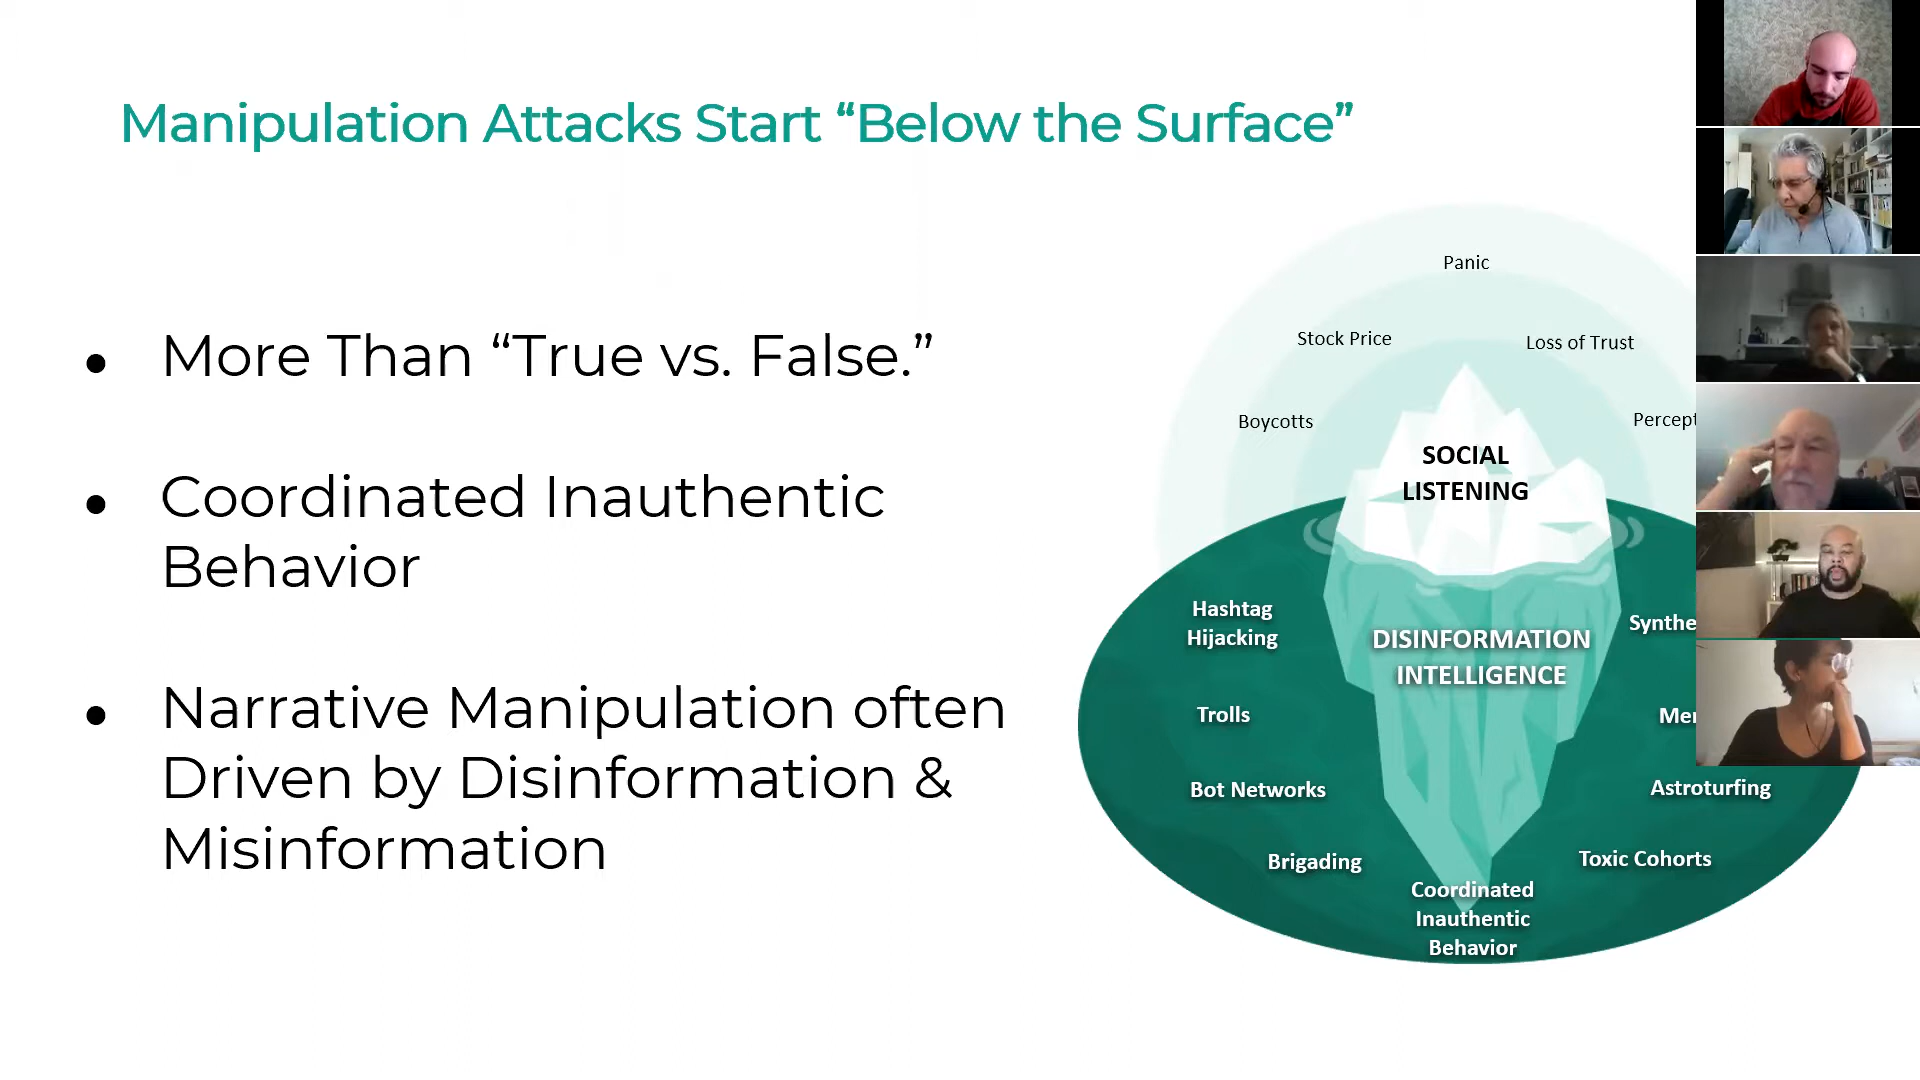 Manipulation Attacks Start “Below the Surface”
● More Than “True vs. False.”
● Coordinated Inauthentic
Behavior
● Narrative Manipulation often
Driven by Disinformation &
Misinformation
Panic
Stock Price
Loss of Trust
Boycotts
SOCIAL
LISTENING
Hashtag
Hijacking
DISINFORMATION
INTELLIGENCE
Trolls
Bot Networks
Astroturfing
Brigading
Toxic Cohorts
Coordinated
Inauthentic
Behavior